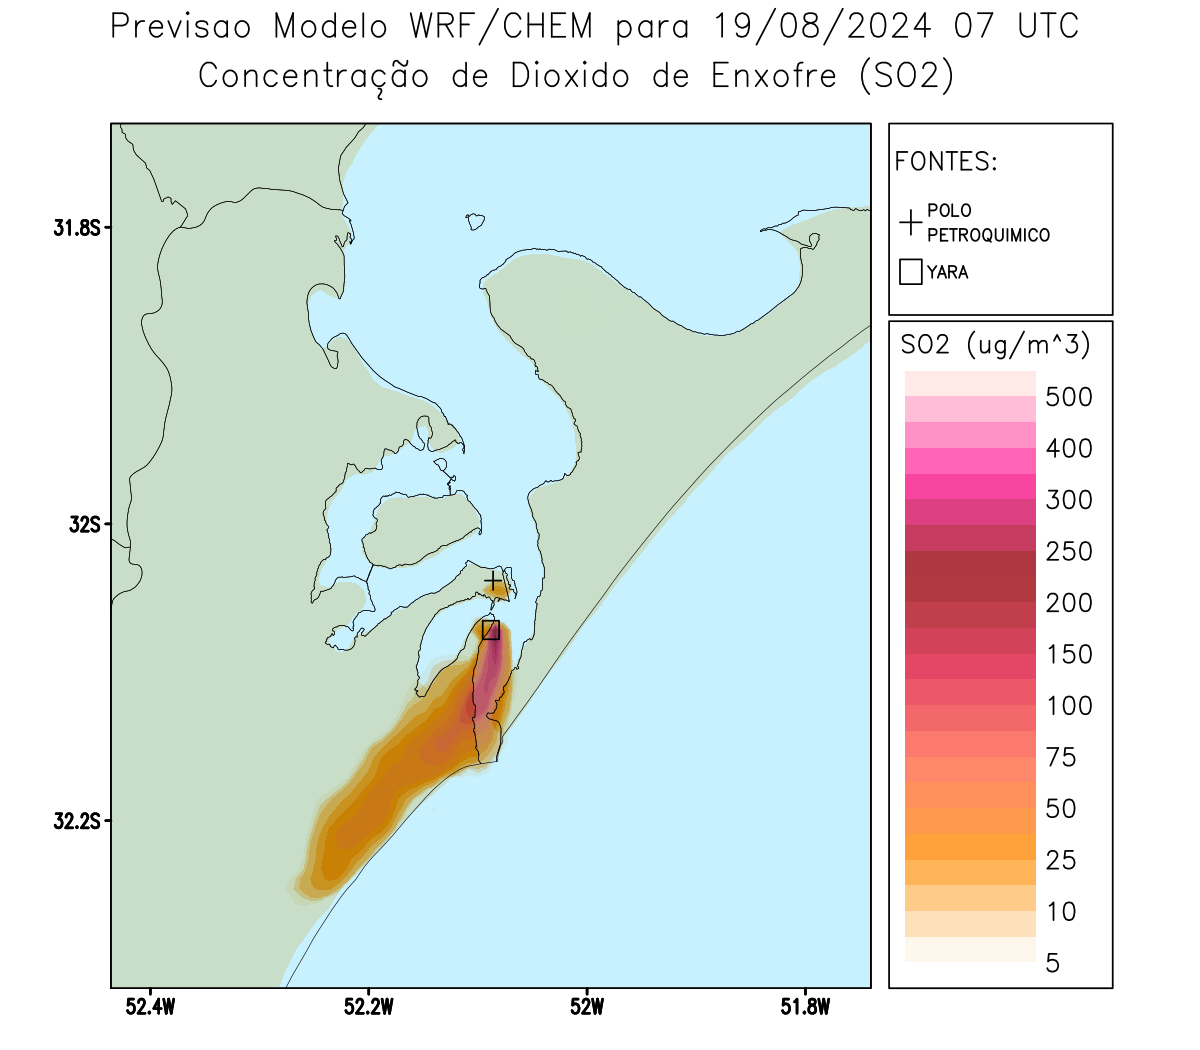 Previsao Modelo WRF/CHEM para 19/08/2024 07 UTC
Concentração de Dioxido de Enxofre (SO2)
FONTES:
POLO
PETROQUIMICO
YARA
31.8S
32S
32.2S
52.4W
52.2W
52W
51.8W
SO2 (ug/m^3)
500
400
300
250
200
150
100
75
50
25
10
5